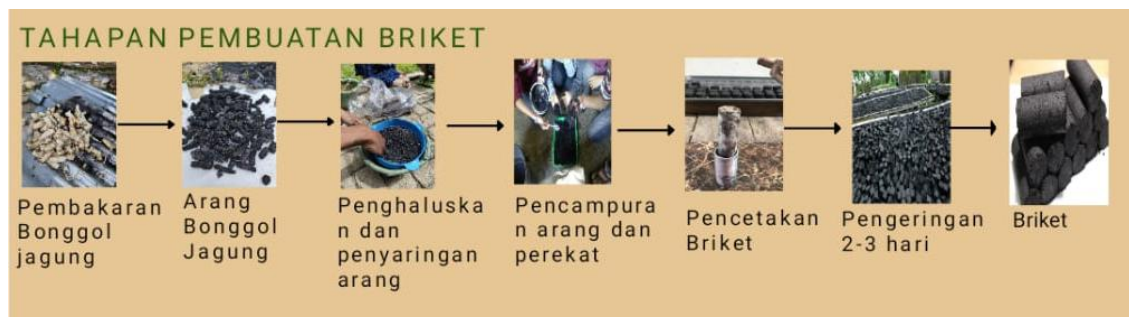 TAHAPAN PEMBUATAN BRIKET
Pembakaran
Bonggol
jagung
Arang
Bonggol
Jagung
Penghaluska
n dan
penyaringan
arang
Pencampura
n arang dan
perekat
Pencetakan
Briket
Pengeringan
2-3 hari
Briket